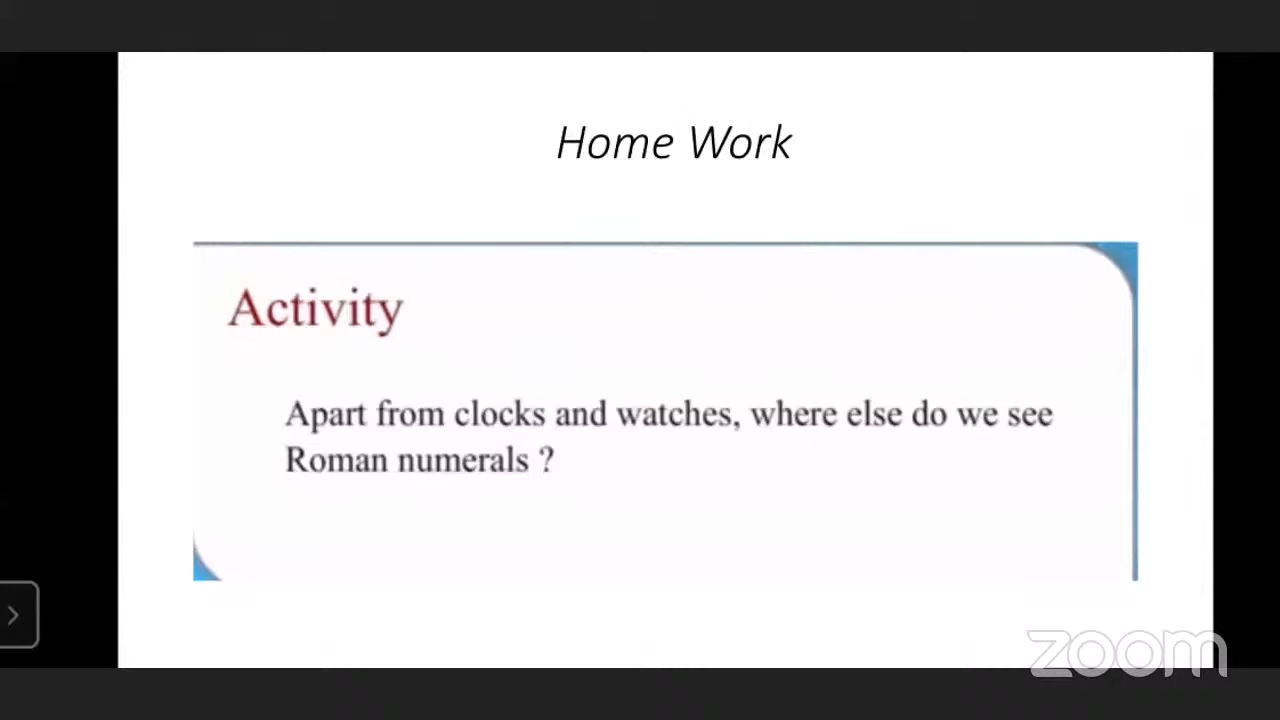 Home Work
Activity
Apart from clocks and watches, where else do we see
Roman numerals ?
zoom